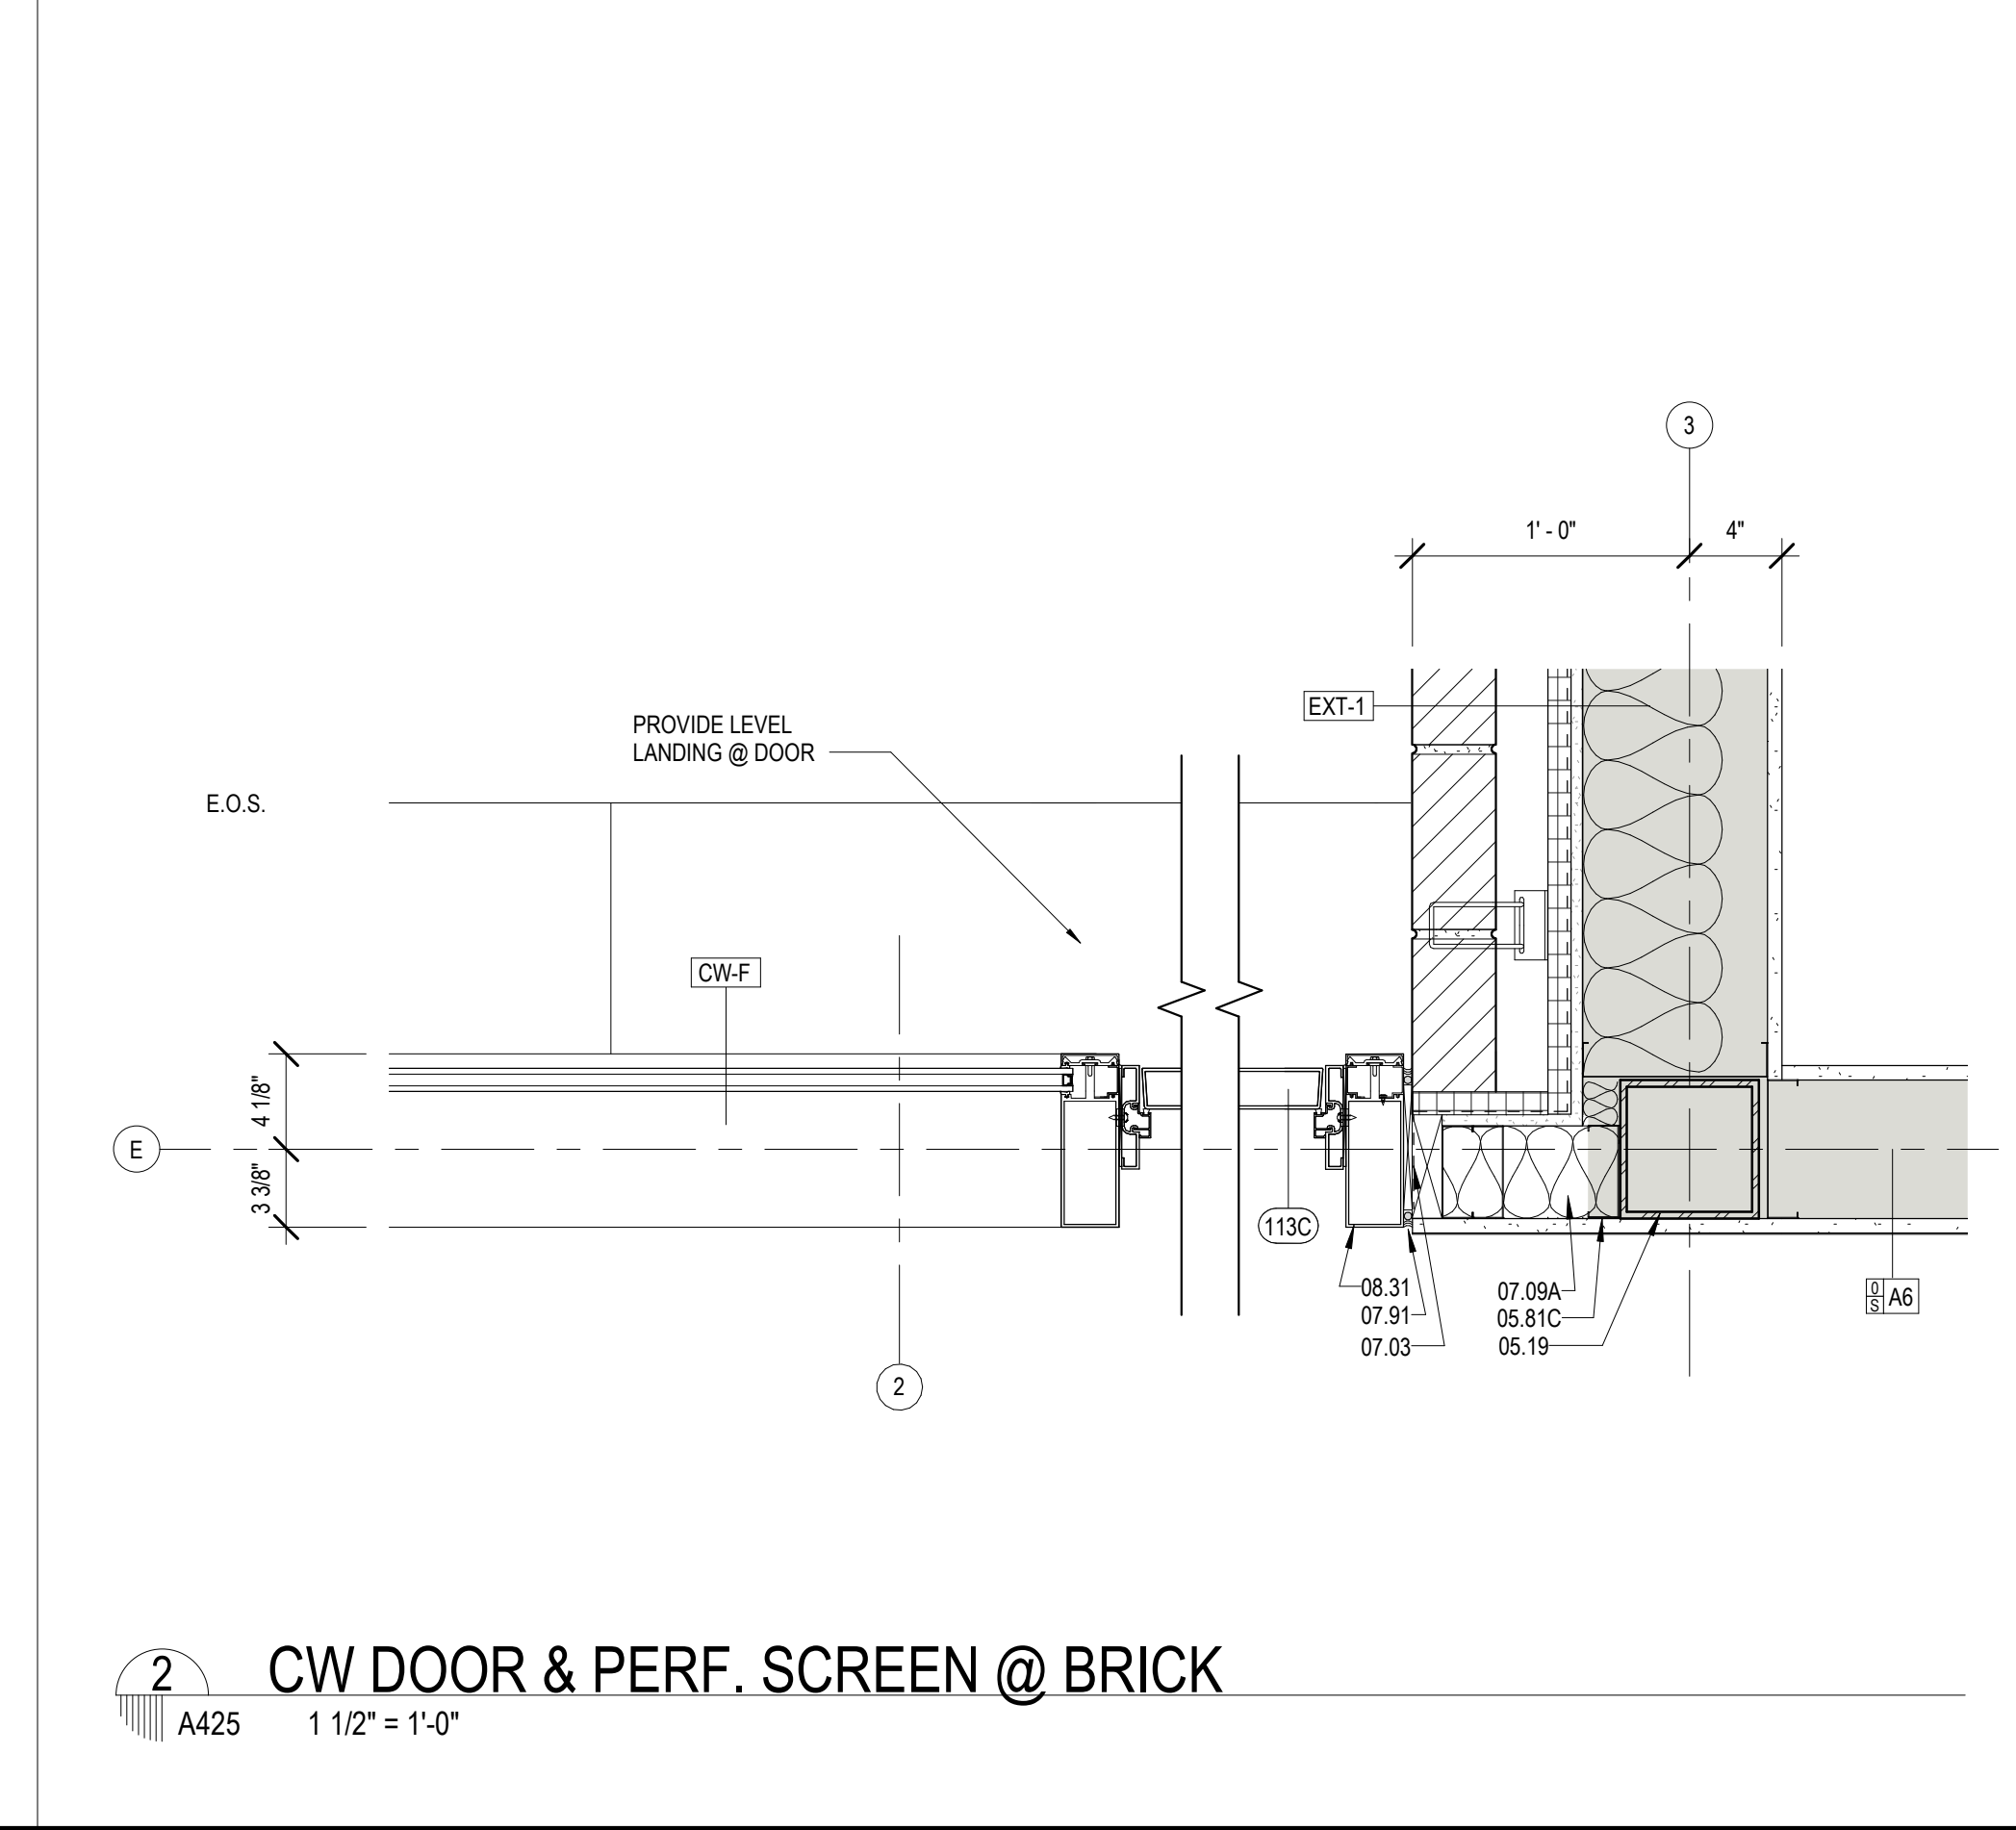 3
1' - 0"
4"
EXT-1
PROVIDE LEVEL
LANDING @ DOOR
E.O.S.
CW-F
4 1/8"
E
3 3/8"
113C
08.31
07.91
07.03
07.09A
05.81C
05.19
0
S
A6
2
2
CW DOOR & PERF. SCREEN @ BRICK
A425
1 1/2" = 1'-0"